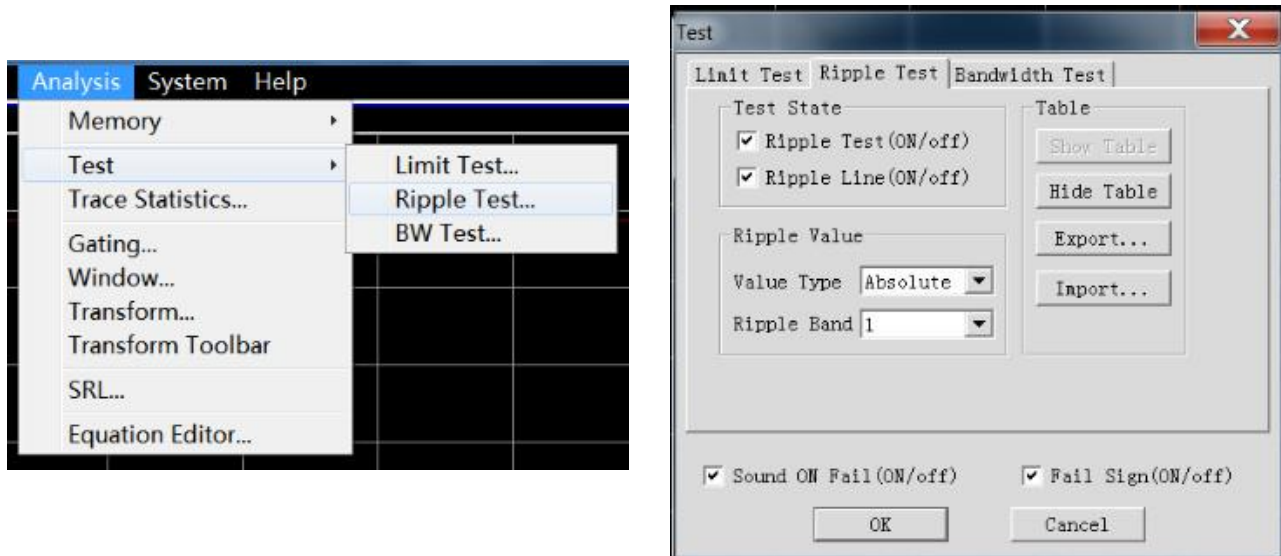 Analysis System Help
Memory
Test
Trace Statistics...
Gating...
Window...
Transform...
Transform Toolbar
SRL...
Equation Editor...
Limit Test...
Ripple Test...
BW Test...
Test
Limit Test Ripple Test Bandwidth Test
Test State
Ripple Test(ON/off)
Ripple Line(ON/off)
Ripple Value
Value Type Absolute
Ripple Band 1
Table
Show Table
Hide Table
Export...
Import...
Sound ON Fail(ON/off) Fail Sign(ON/off)
OK Cancel